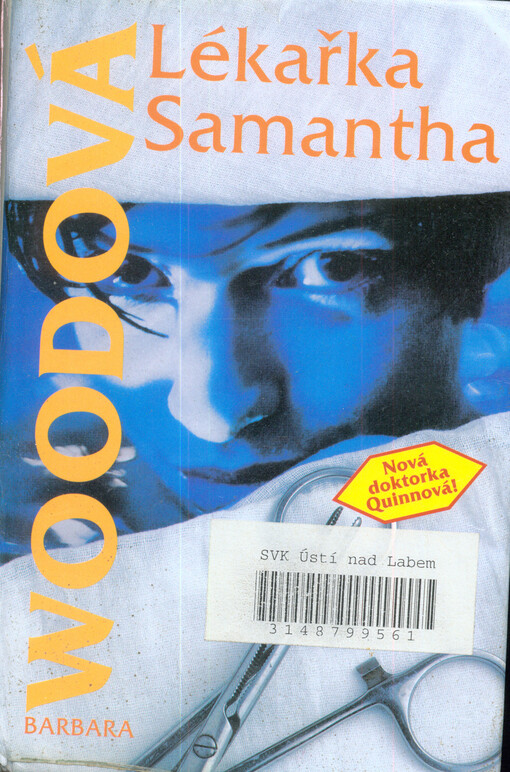 Lékařka
Samantha
WOODOVÁ
BARBARA
Nová
doktorka
Quinnová!
SVK Ústí nad Labem
3148799561